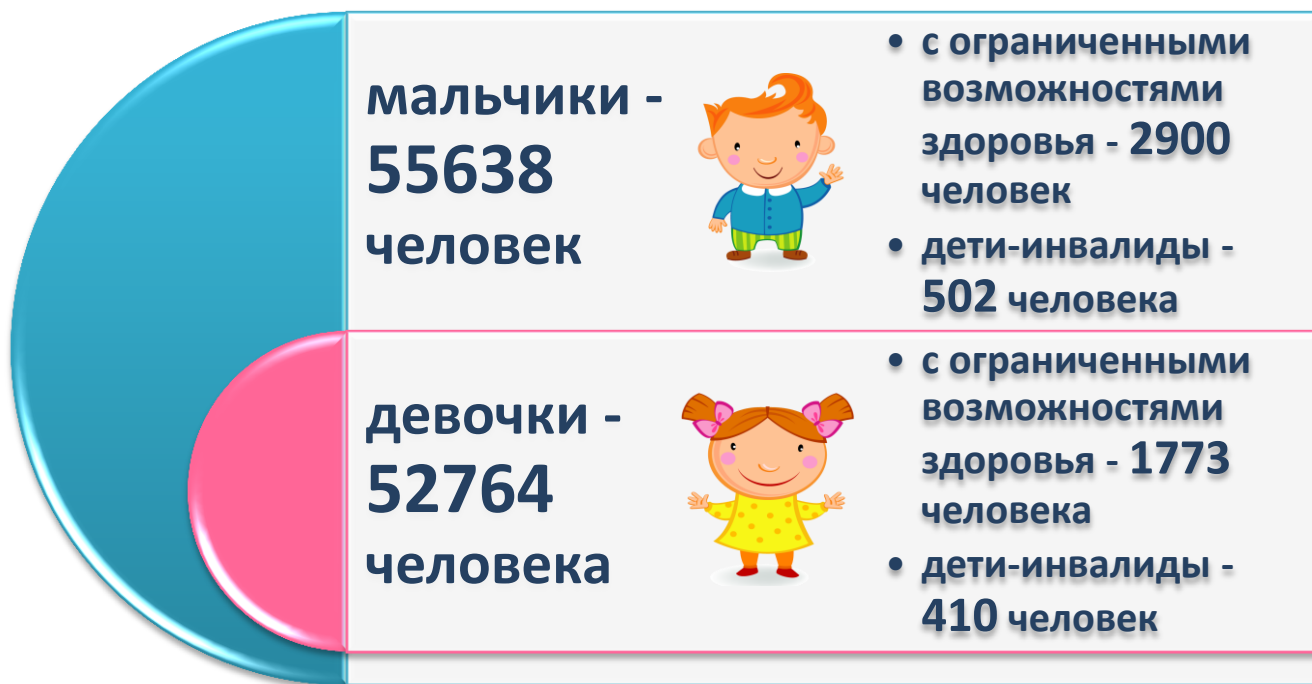 мальчики -
55638
человек
• с ограниченными
возможностями
здоровья - 2900
человек
• дети-инвалиды -
502 человека
девочки -
52764
человека
• с ограниченными
возможностями
здоровья - 1773
человека
• дети-инвалиды -
410 человек